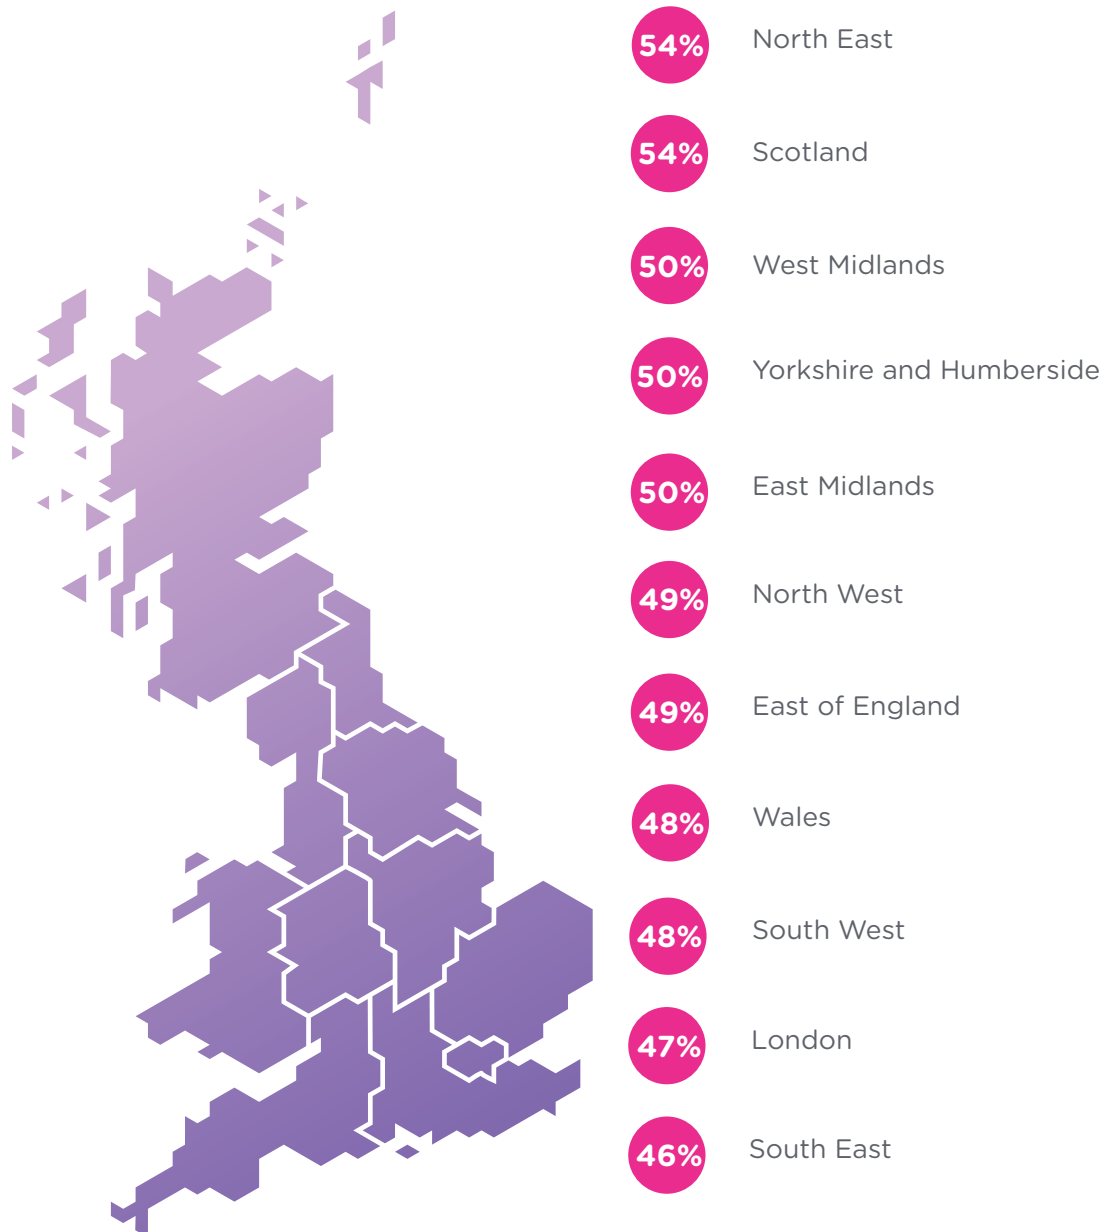 54% North East
54% Scotland
50% West Midlands
50% Yorkshire and Humberside
50% East Midlands
49% North West
49% East of England
48% Wales
48% South West
47% London
46% South East